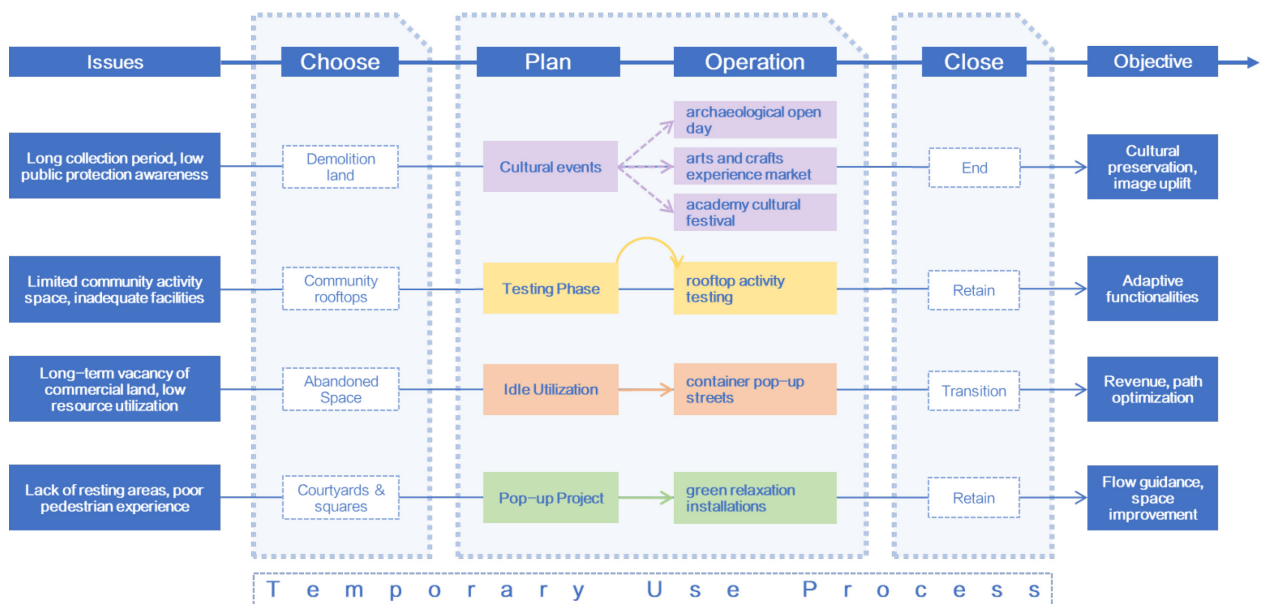 Issues
Choose
Plan
Operation
Close
Objective
Long collection period, low
public protection awareness
Demolition
land
Cultural events
archaeological open
day
arts and crafts
experience market
academy cultural
festival
End
Cultural
preservation,
image uplift
Limited community activity
space, inadequate facilities
Community
rooftops
Testing Phase
rooftop activity
testing
Retain
Adaptive
functionalities
Long-term vacancy of
commercial land, low
resource utilization
Abandoned
Space
Idle Utilization
container pop-up
streets
Transition
Revenue, path
optimization
Lack of resting areas, poor
pedestrian experience
Courtyards &
squares
Pop-up Project
green relaxation
installations
Retain
Flow guidance,
space
improvement
Temporary Use Process